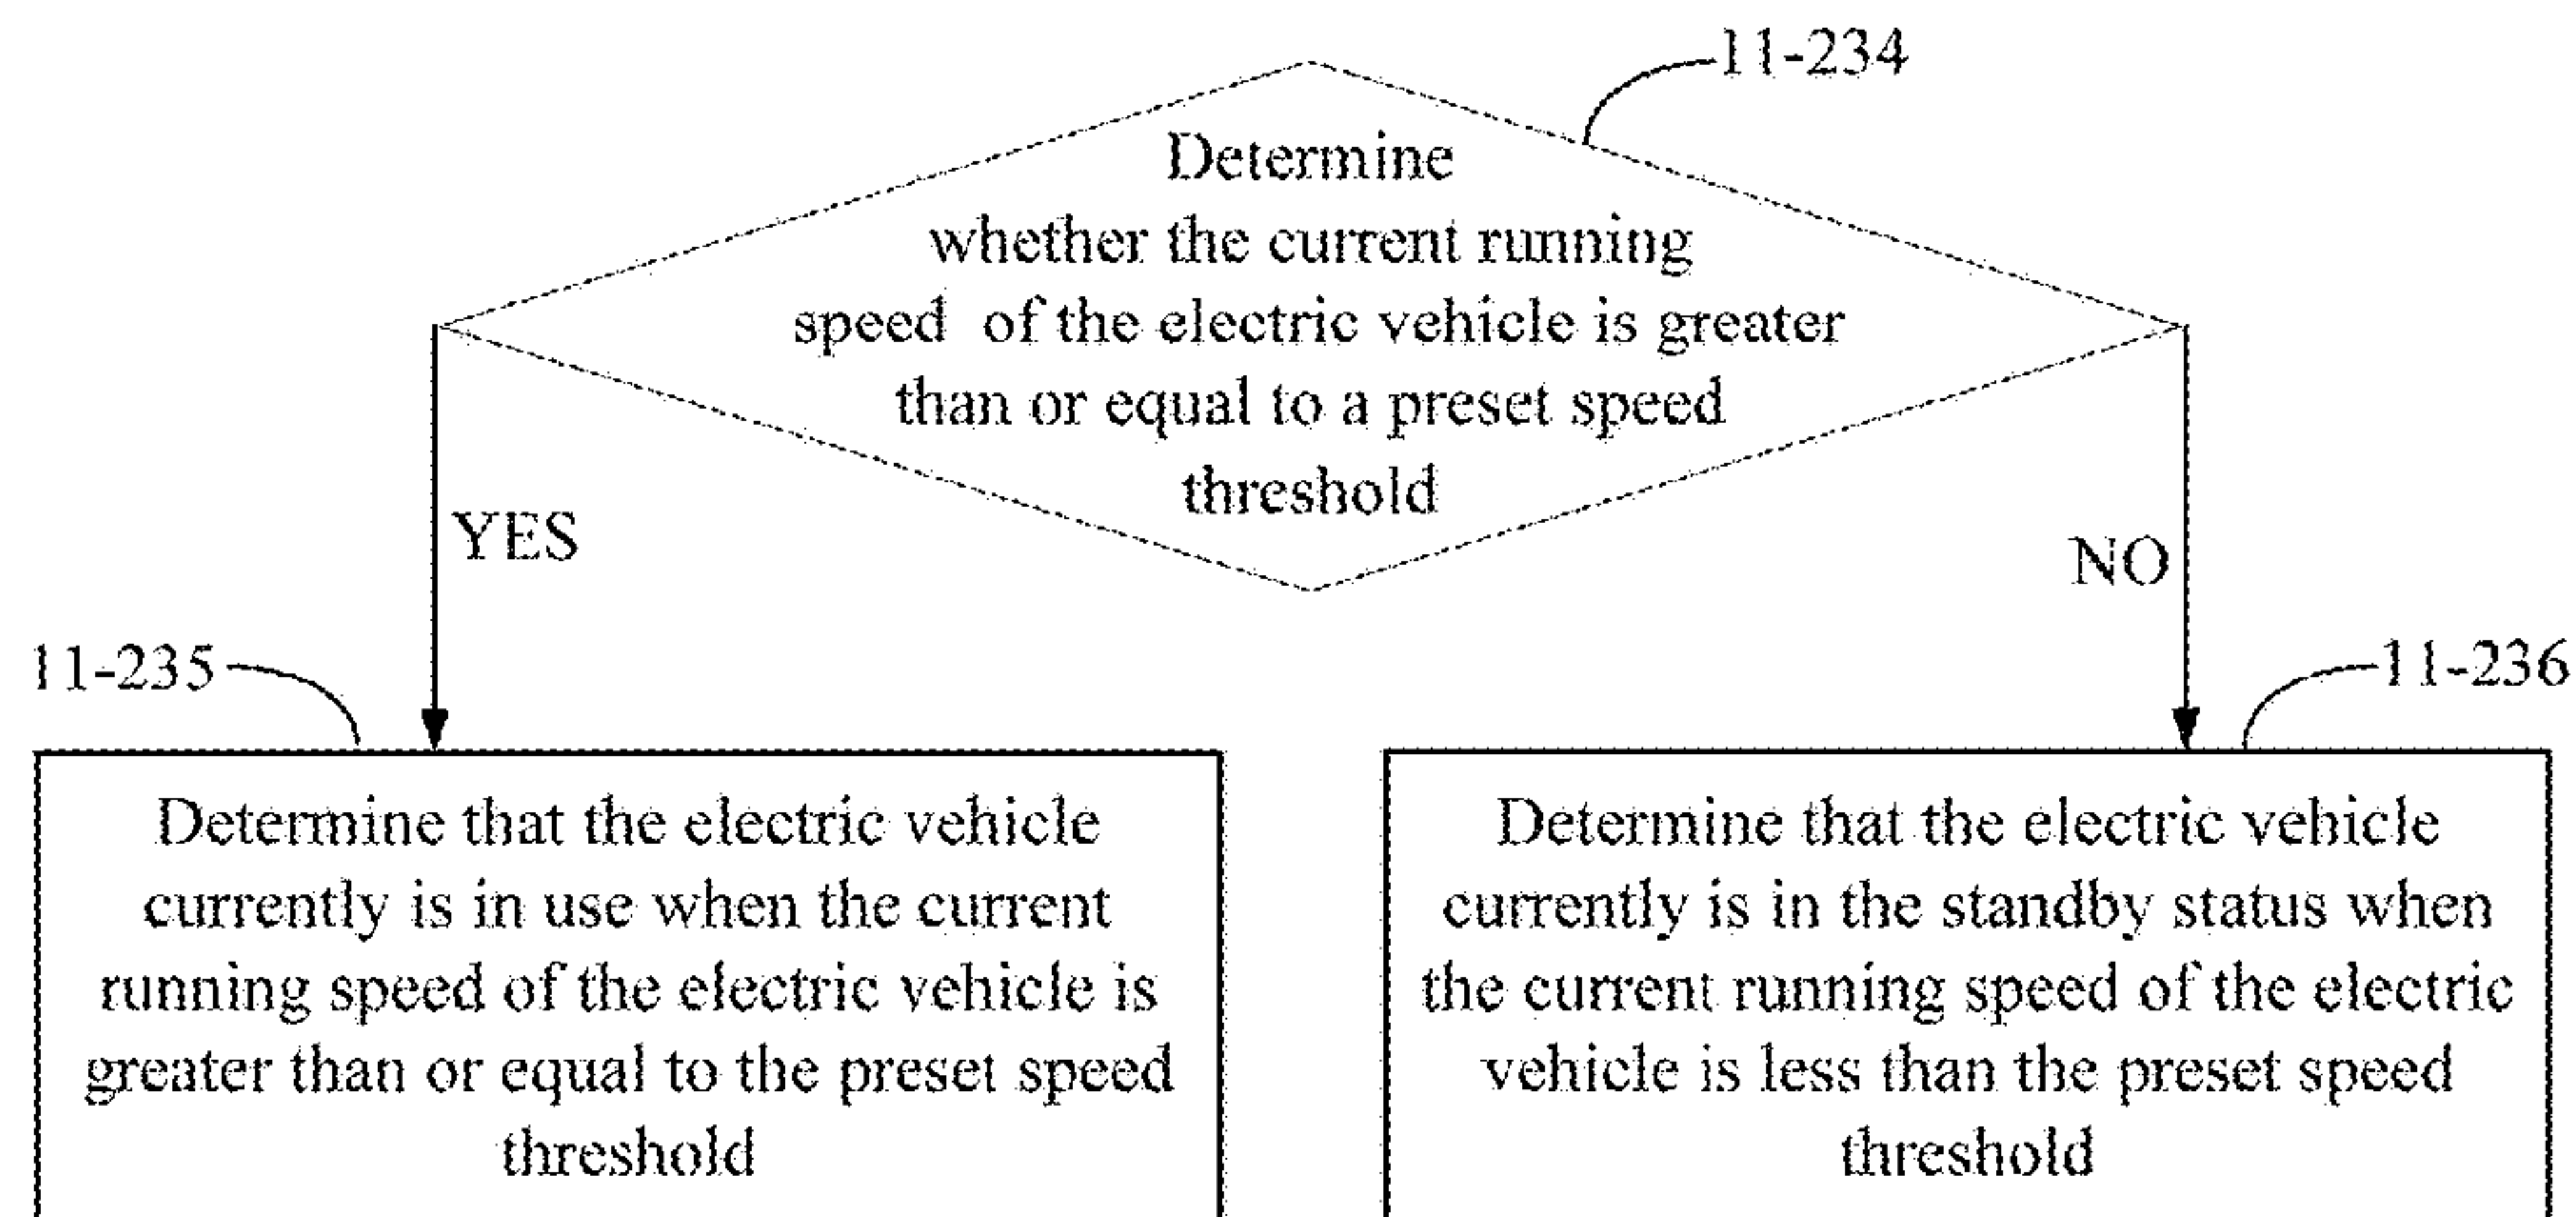 11-234
Determine
whether the current running
speed of the electric vehicle is greater
than or equal to a preset speed
threshold
YES
NO
11-235
11-236
Determine that the electric vehicle
currently is in use when the current
running speed of the electric vehicle is
greater than or equal to the preset speed
threshold
Determine that the electric vehicle
currently is in the standby status when
the current running speed of the electric
vehicle is less than the preset speed
threshold